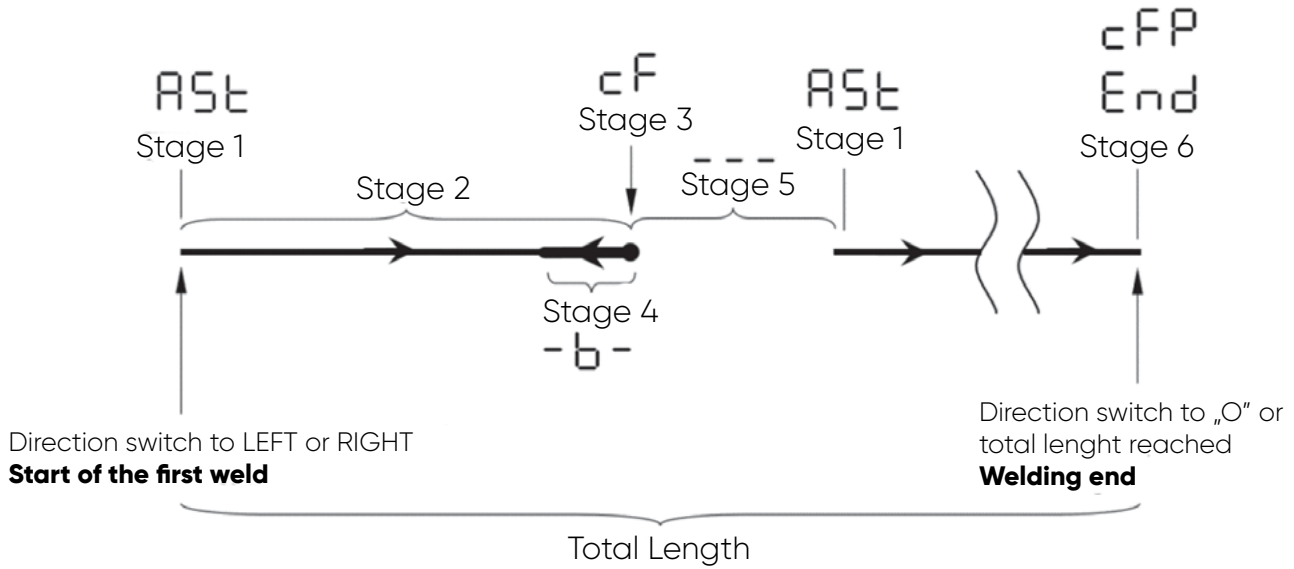 ASt
Stage 1
Stage 2
cF
Stage 3
Stage 4
-b-
---
Stage 5
ASt
Stage 1
cFP
End
Stage 6
Direction switch to LEFT or RIGHT
Start of the first weld
Direction switch to „O” or
total lenght reached
Welding end
Total Length